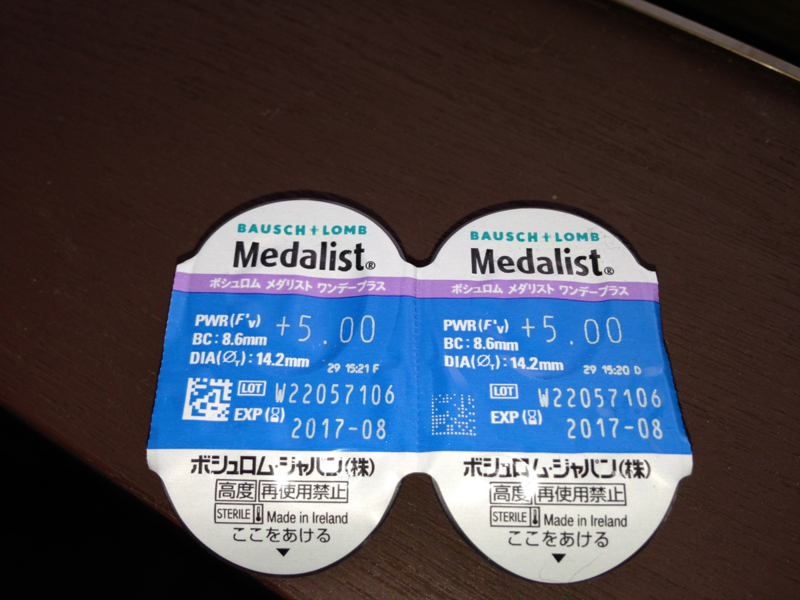 BAUSCH+LOMB
Medalist®
ボシュロム メダリスト ワンデープラス
PWR(F'v) +5.00
BC: 8.6mm
DIA(∅T): 14.2mm
29 15:21 F
LOT W22057106
EXP 2017-08
ボシュロム・ジャパン(株)
高度 再使用禁止
STERILE Made in Ireland
ここをあける
BAUSCH+LOMB
Medalist®
ボシュロム メダリスト ワンデープラス
PWR(F'v) +5.00
BC: 8.6mm
DIA(∅T): 14.2mm
29 15:20 D
LOT W22057106
EXP 2017-08
ボシュロム・ジャパン(株)
高度 再使用禁止
STERILE Made in Ireland
ここをあける